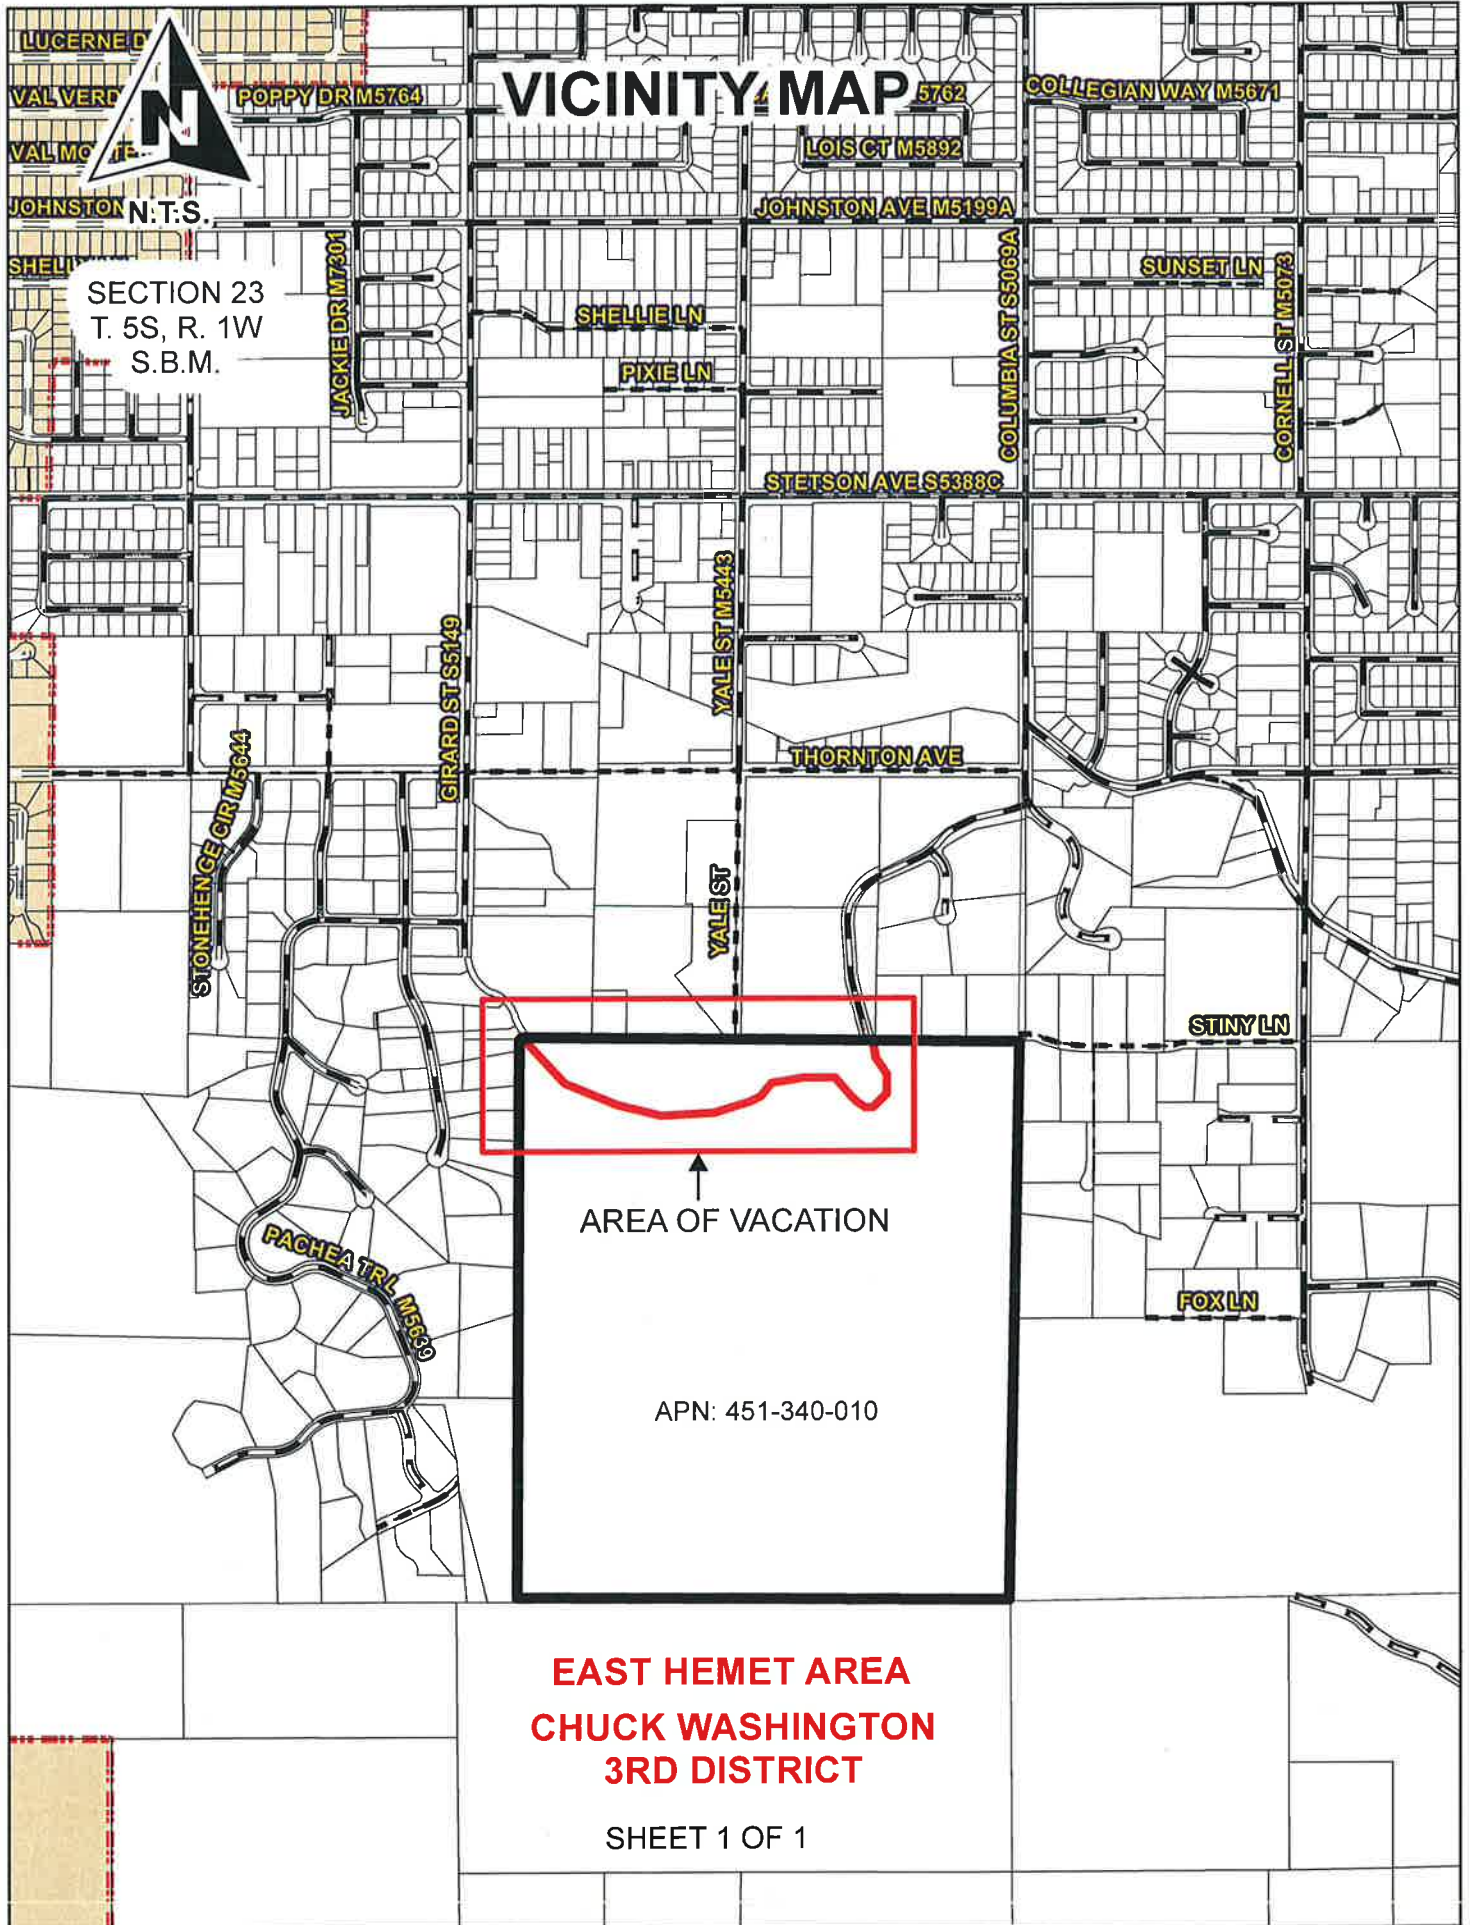 VICINITY MAP
LUCERNE D
VAL VERD
POPPY DR M5764
5762
COLLEGIAN WAY M5671
N
VAL MONTE
LOIS CT M5892
JOHNSTON
N.T.S.
JOHNSTON AVE M5199A
SHELL
SECTION 23
T. 5S, R. 1W
S.B.M.
JACKIE DR M7301
SHELLIE LN
PIXIE LN
COLUMBIA ST S5069A
SUNSET LN
CORNELL ST M5073
STETSON AVE S5388C
YALE ST M5443
GIRARD ST S5149
THORNTON AVE
STONEHENGE CIR M5644
YALE ST
STINY LN
AREA OF VACATION
PACHEA TRL M5639
FOX LN
APN: 451-340-010
EAST HEMET AREA
CHUCK WASHINGTON
3RD DISTRICT
SHEET 1 OF 1